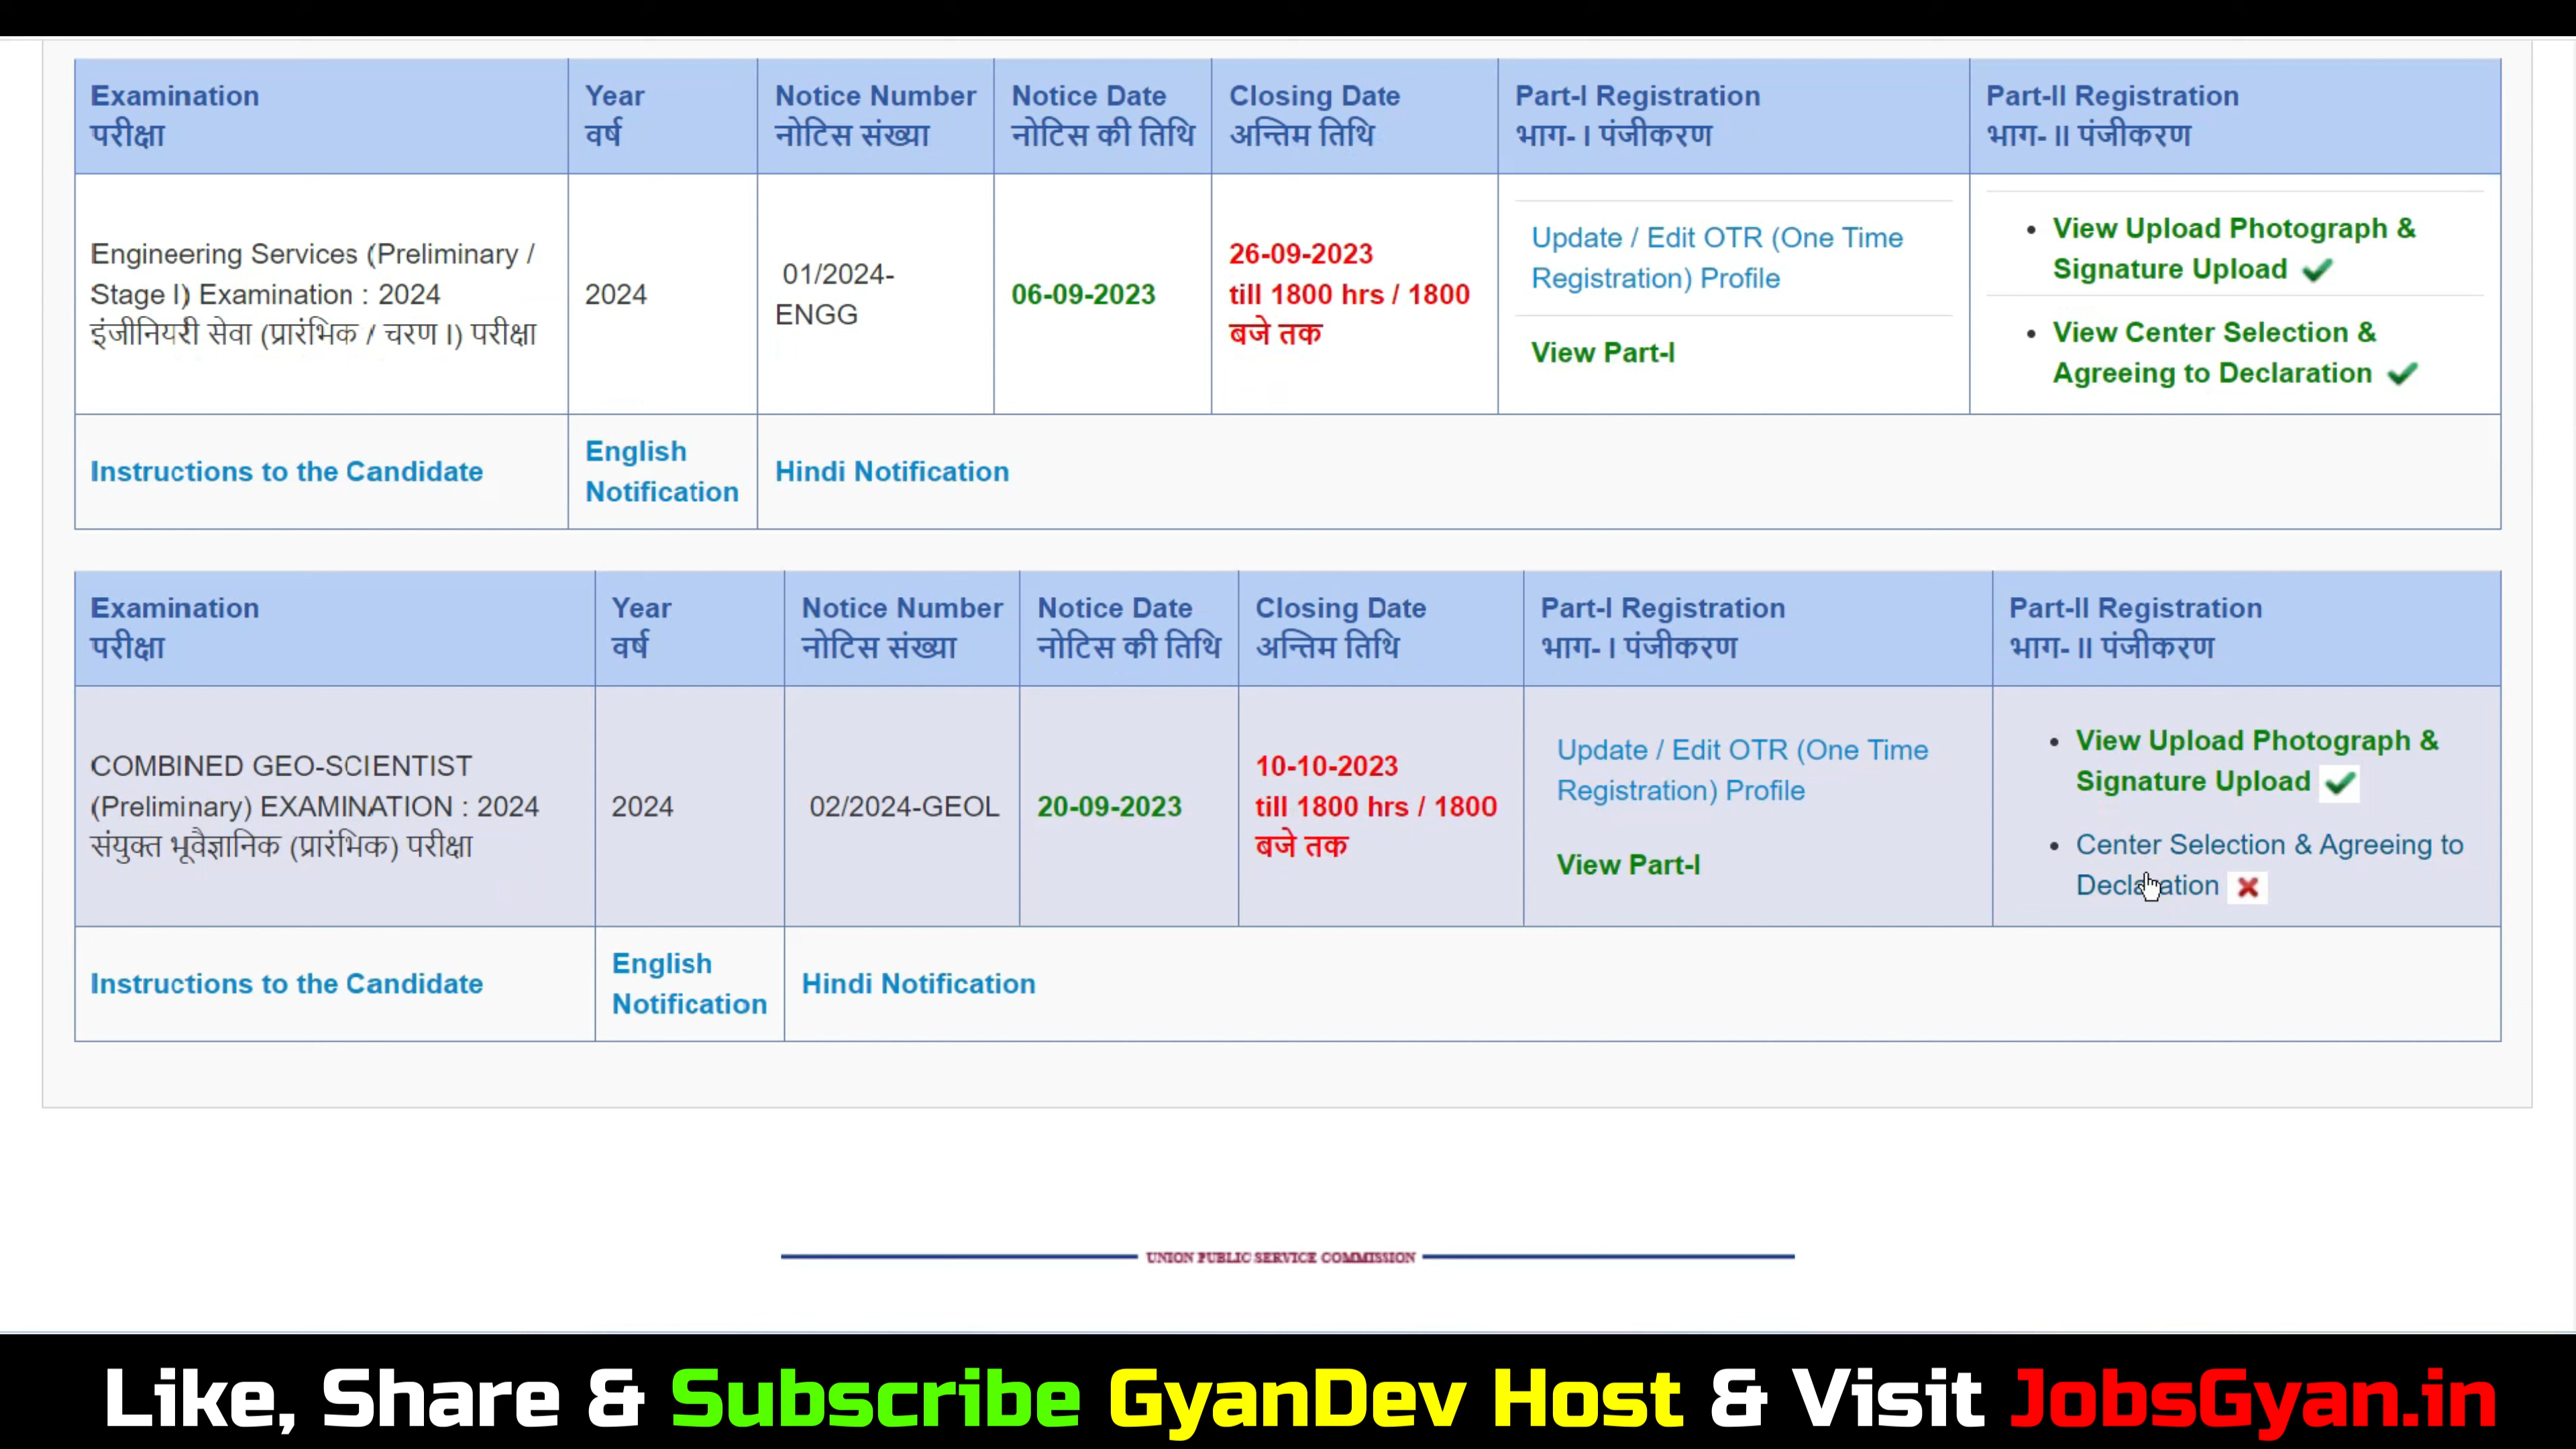 Examination
परीक्षा
Year
वर्ष
Notice Number
नोटिस संख्या
Notice Date
नोटिस की तिथि
Closing Date
अन्तिम तिथि
Part-I Registration
भाग- I पंजीकरण
Part-II Registration
भाग- II पंजीकरण
Engineering Services (Preliminary /
Stage I) Examination : 2024
इंजीनियरी सेवा (प्रारंभिक / चरण I) परीक्षा
2024
01/2024-
ENGG
06-09-2023
26-09-2023
till 1800 hrs / 1800
बजे तक
Update / Edit OTR (One Time
Registration) Profile
View Part-I
View Upload Photograph &
Signature Upload
View Center Selection &
Agreeing to Declaration
Instructions to the Candidate
English
Notification
Hindi Notification
Examination
परीक्षा
Year
वर्ष
Notice Number
नोटिस संख्या
Notice Date
नोटिस की तिथि
Closing Date
अन्तिम तिथि
Part-I Registration
भाग- I पंजीकरण
Part-II Registration
भाग- II पंजीकरण
COMBINED GEO-SCIENTIST
(Preliminary) EXAMINATION : 2024
संयुक्त भूवैज्ञानिक (प्रारंभिक) परीक्षा
2024
02/2024-GEOL
20-09-2023
10-10-2023
till 1800 hrs / 1800
बजे तक
Update / Edit OTR (One Time
Registration) Profile
View Part-I
View Upload Photograph &
Signature Upload
Center Selection & Agreeing to
Declaration
Instructions to the Candidate
English
Notification
Hindi Notification
UNION PUBLIC SERVICE COMMISSION
Like, Share & Subscribe GyanDev Host & Visit JobsGyan.in